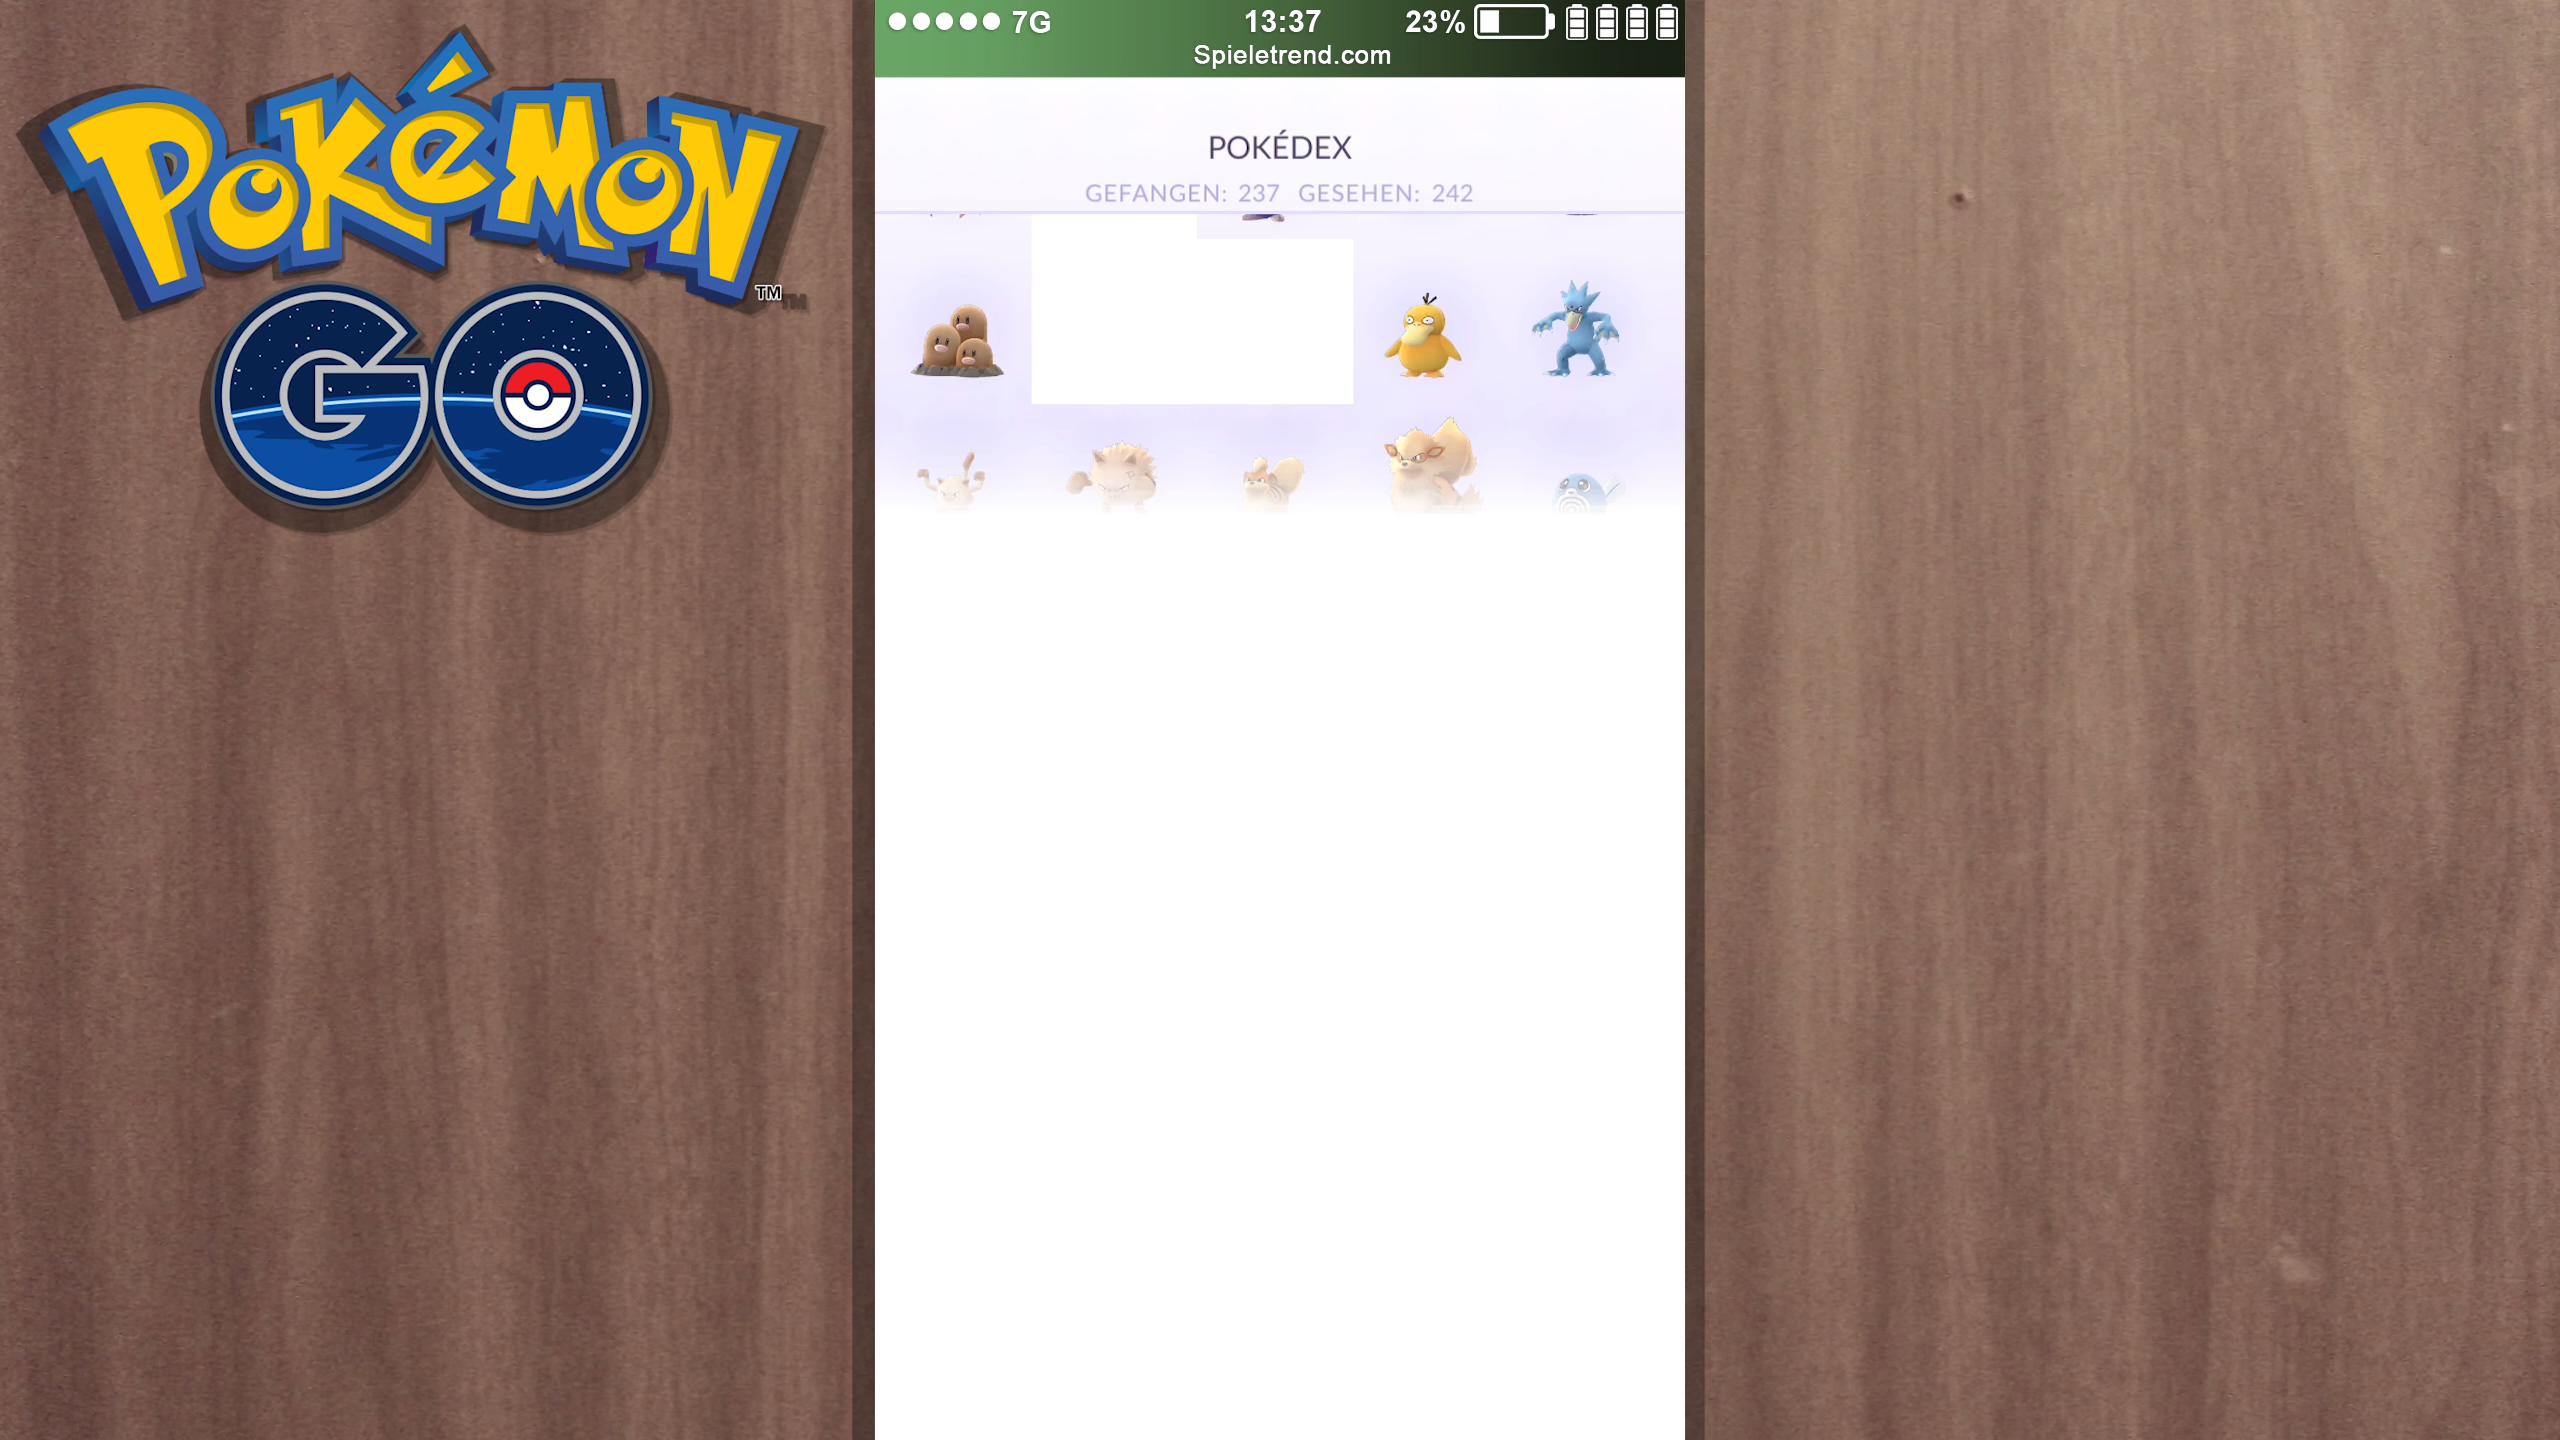 POKÉMON
TM
GO
7G 13:37 23%
Spieletrend.com
POKÉDEX
GEFANGEN: 237 GESEHEN: 242